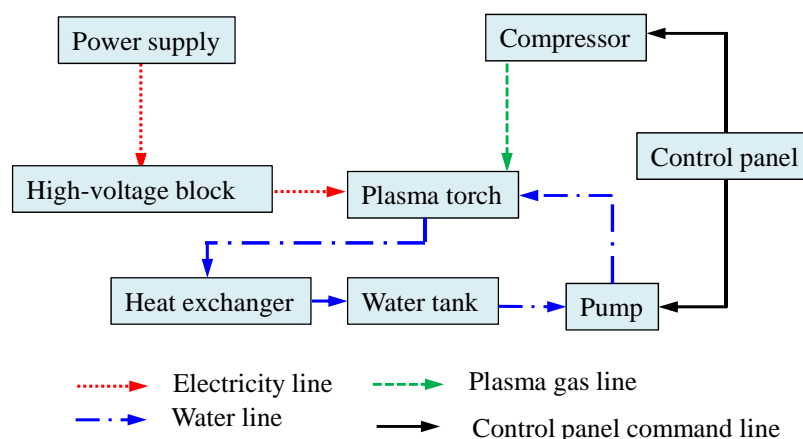 Power supply
Compressor
High-voltage block
Plasma torch
Control panel
Heat exchanger
Water tank
Pump
Electricity line
Plasma gas line
Water line
Control panel command line